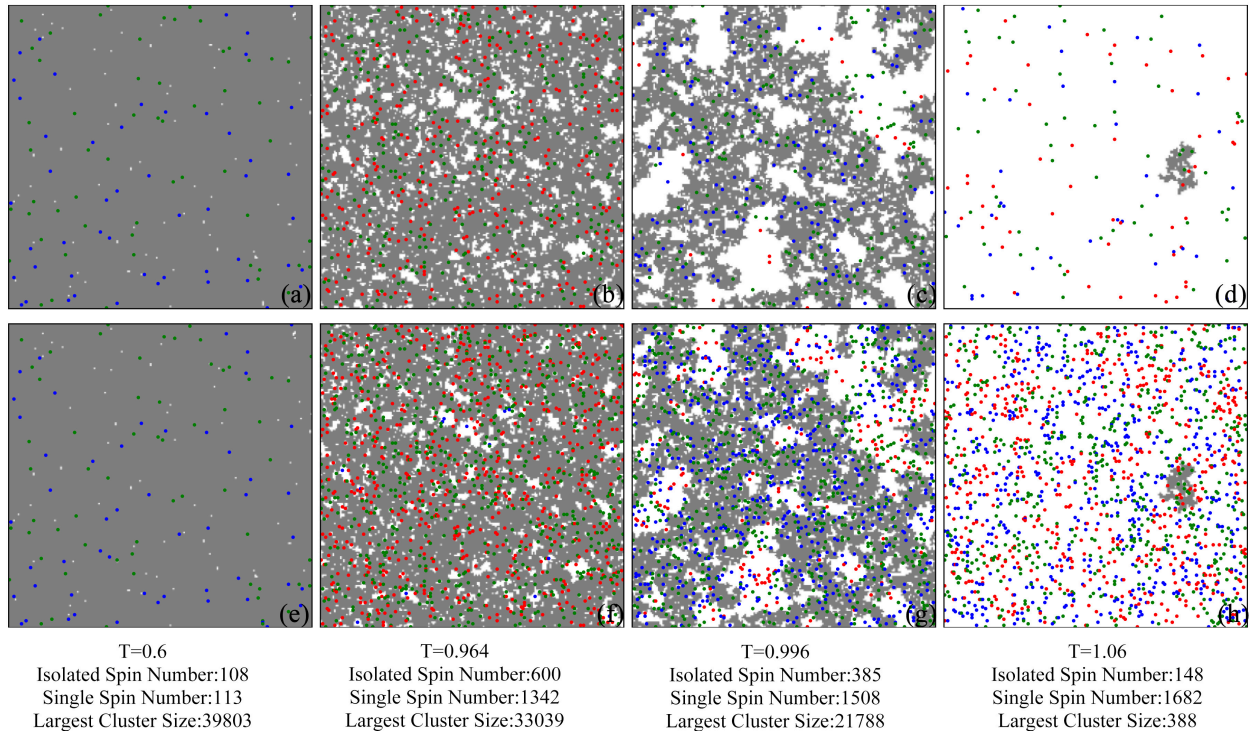 (a)
(b)
(c)
(d)
(e)
(f)
(g)
(h)
T=0.6
Isolated Spin Number:108
Single Spin Number:113
Largest Cluster Size:39803
T=0.964
Isolated Spin Number:600
Single Spin Number:1342
Largest Cluster Size:33039
T=0.996
Isolated Spin Number:385
Single Spin Number:1508
Largest Cluster Size:21788
T=1.06
Isolated Spin Number:148
Single Spin Number:1682
Largest Cluster Size:388